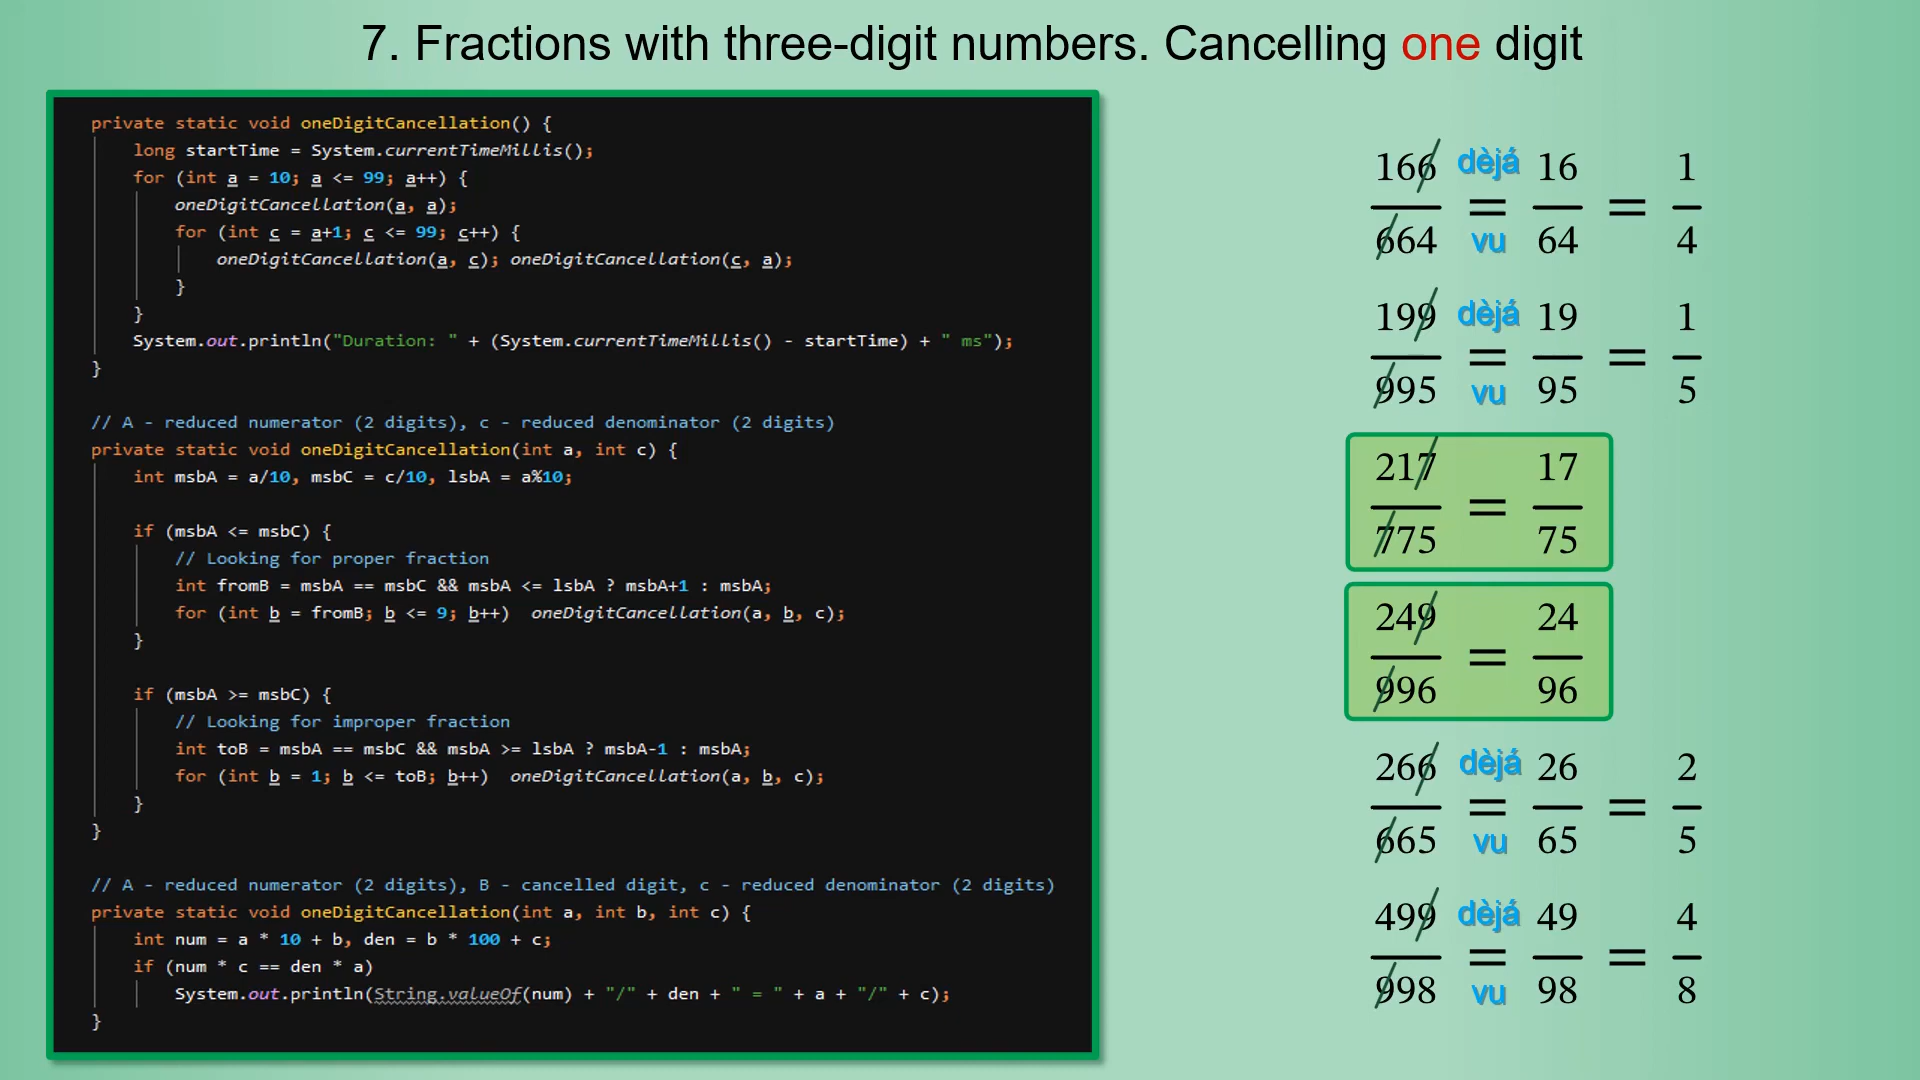 7. Fractions with three-digit numbers. Cancelling one digit
private static void oneDigitCancellation() {
long startTime = System.currentTimeMillis();
for (int a = 10; a <= 99; a++) {
oneDigitCancellation(a, a);
for (int c = a+1; c <= 99; c++) {
oneDigitCancellation(a, c); oneDigitCancellation(c, a);
}
}
System.out.println("Duration: " + (System.currentTimeMillis() - startTime) + " ms");
}
// A - reduced numerator (2 digits), c - reduced denominator (2 digits)
private static void oneDigitCancellation(int a, int c) {
int msbA = a/10, msbC = c/10, lsbA = a%10;
if (msbA <= msbC) {
// Looking for proper fraction
int fromB = msbA == msbC && msbA <= lsbA ? msbA+1 : msbA;
for (int b = fromB; b <= 9; b++) oneDigitCancellation(a, b, c);
}
if (msbA >= msbC) {
// Looking for improper fraction
int toB = msbA == msbC && msbA >= lsbA ? msbA-1 : msbA;
for (int b = 1; b <= toB; b++) oneDigitCancellation(a, b, c);
}
}
// A - reduced numerator (2 digits), B - cancelled digit, c - reduced denominator (2 digits)
private static void oneDigitCancellation(int a, int b, int c) {
int num = a * 10 + b, den = b * 100 + c;
if (num * c == den * a)
System.out.println(String.valueOf(num) + "/" + den + " = " + a + "/" + c);
}
166 dèjá 16 1
= =
664 vu 64 4
199 dèjá 19 1
= =
995 vu 95 5
217 17
=
775 75
249 24
=
996 96
266 dèjá 26 2
= =
665 vu 65 5
499 dèjá 49 4
= =
998 vu 98 8